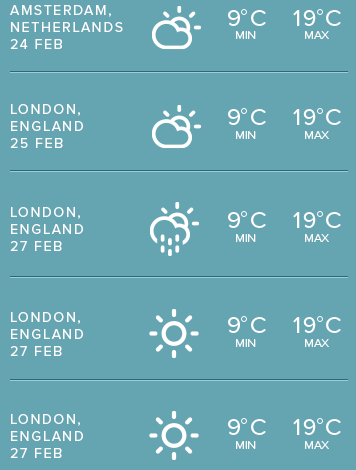 AMSTERDAM,
NETHERLANDS
24 FEB
9°C
MIN
19°C
MAX
LONDON,
ENGLAND
25 FEB
9°C
MIN
19°C
MAX
LONDON,
ENGLAND
27 FEB
9°C
MIN
19°C
MAX
LONDON,
ENGLAND
27 FEB
9°C
MIN
19°C
MAX
LONDON,
ENGLAND
27 FEB
9°C
MIN
19°C
MAX